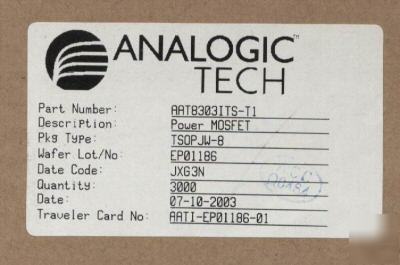 ANALOGIC™
TECH
Part Number: AAT8303ITS-T1
Description: Power MOSFET
Pkg Type: TSOPJW-8
Wafer Lot/No: EP01186
Date Code: JXG3N
Quantity: 3000
Date: 07-10-2003
Traveler Card No: AATI-EP01186-01